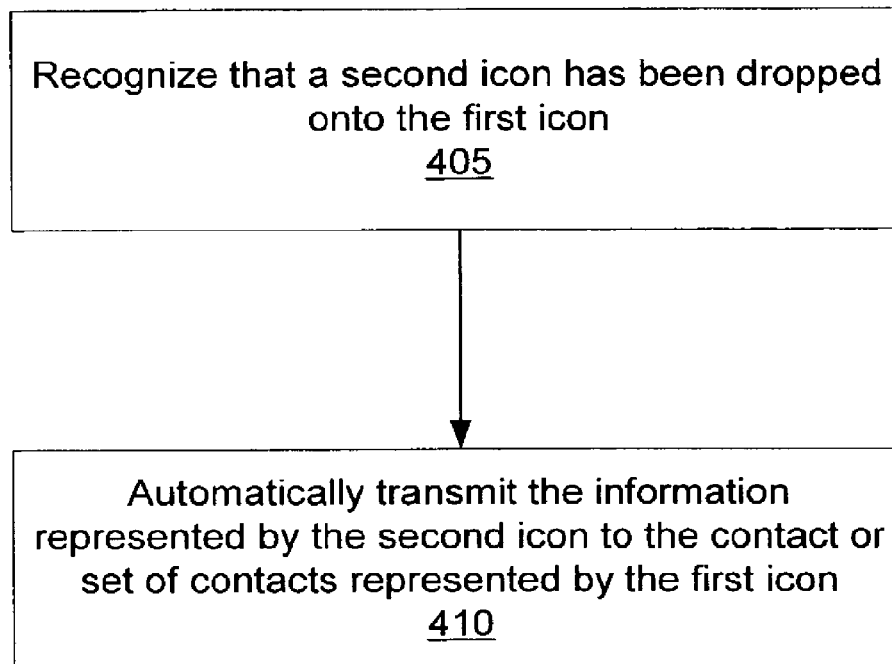 Recognize that a second icon has been dropped
onto the first icon
405
Automatically transmit the information
represented by the second icon to the contact or
set of contacts represented by the first icon
410